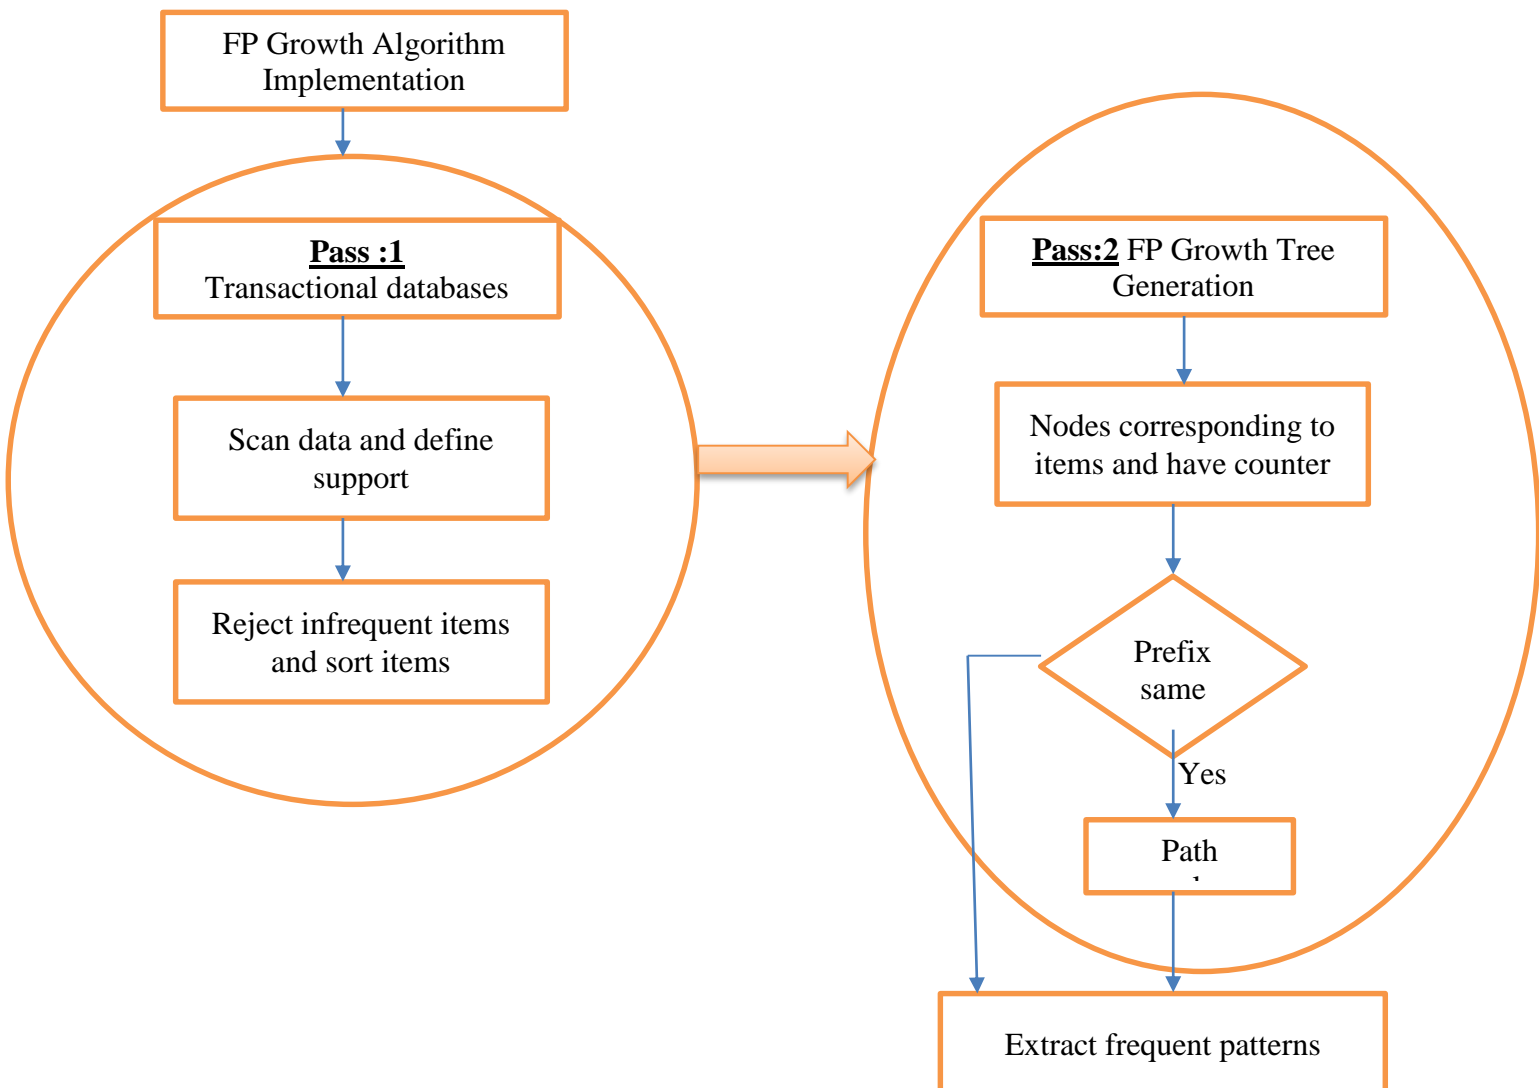 FP Growth Algorithm
Implementation
Pass :1
Transactional databases
Scan data and define
support
Reject infrequent items
and sort items
Pass:2 FP Growth Tree
Generation
Nodes corresponding to
items and have counter
Prefix
same
Yes
Path
Extract frequent patterns